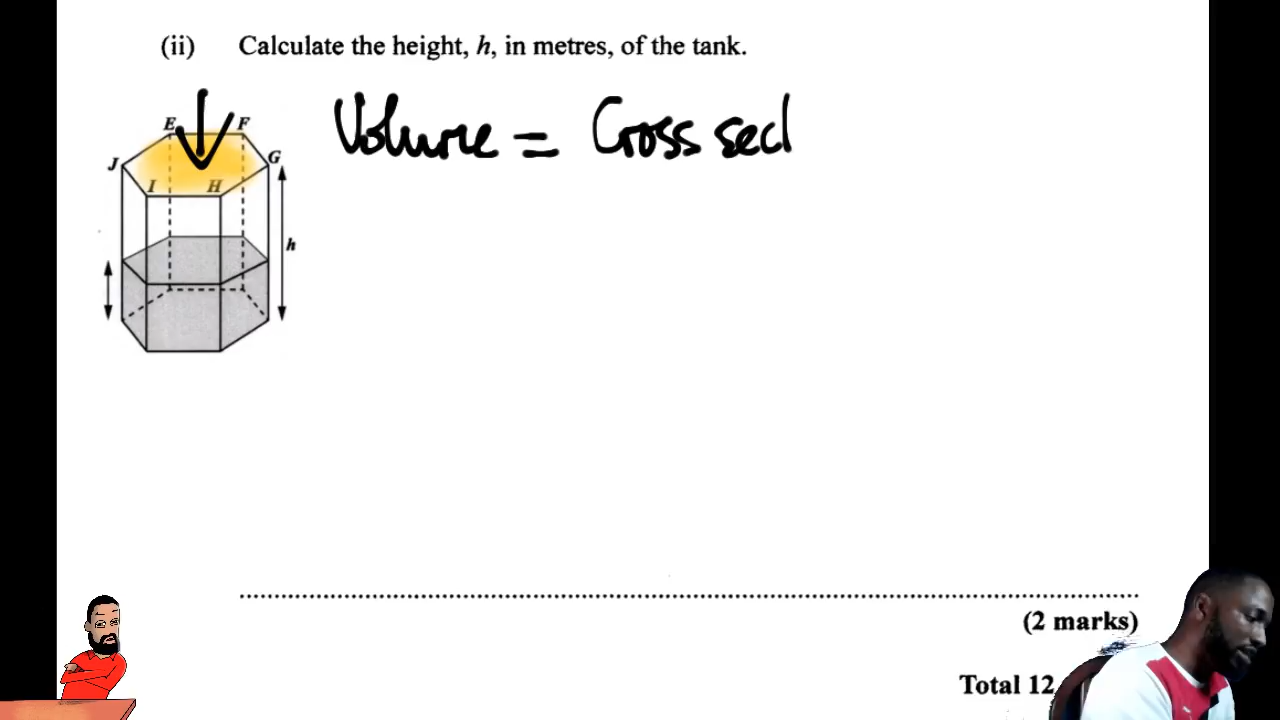 (ii) Calculate the height, h, in metres, of the tank.
Volume = Cross sect
E F
J G
I H
h
(2 marks)
Total 12